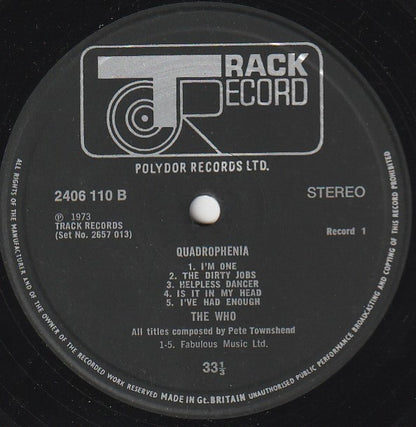 TRACK
RECORD
POLYDOR RECORDS LTD.
2406 110 B
STEREO
℗ 1973
TRACK RECORDS
(Set No. 2657 013)
Record 1
QUADROPHENIA
1. I'M ONE
2. THE DIRTY JOBS
3. HELPLESS DANCER
4. IS IT IN MY HEAD
5. I'VE HAD ENOUGH
THE WHO
All titles composed by Pete Townshend
1-5. Fabulous Music Ltd.
33⅓
MADE IN Gt. BRITAIN
ALL RIGHTS OF THE MANUFACTURER AND OF THE OWNER OF THE RECORDED WORK RESERVED
UNAUTHORISED PUBLIC PERFORMANCE BROADCASTING AND COPYING OF THIS RECORD PROHIBITED